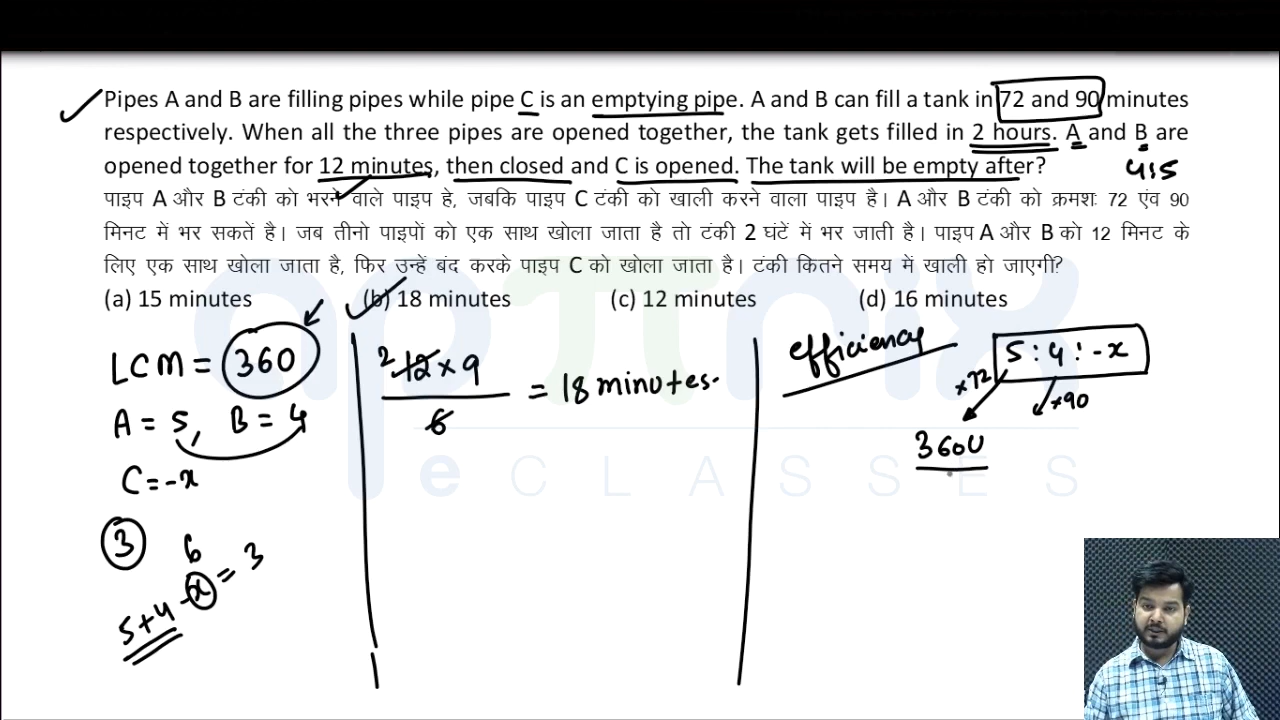 Pipes A and B are filling pipes while pipe C is an emptying pipe. A and B can fill a tank in 72 and 90 minutes
respectively. When all the three pipes are opened together, the tank gets filled in 2 hours. A and B are
opened together for 12 minutes, then closed and C is opened. The tank will be empty after?
4:5
पाइप A और B टंकी को भरने वाले पाइप हे, जबकि पाइप C टंकी को खाली करने वाला पाइप है। A और B टंकी को क्रमशः 72 एंव 90
मिनट में भर सकतें है। जब तीनो पाइपों को एक साथ खोला जाता है तो टंकी 2 घंटें में भर जाती है। पाइप A और B को 12 मिनट के
लिए एक साथ खोला जाता है, फिर उन्हें बंद करके पाइप C को खोला जाता है। टंकी कितने समय में खाली हो जाएगी?
(a) 15 minutes (b) 18 minutes (c) 12 minutes (d) 16 minutes
LCM = 360
A = 5, B = 4
C = -x
3
6
5+4-x = 3
2 12 x 9
6
= 18 minutes.
efficiency
5 : 4 : -x
x72 x90
360U
e CLASSES